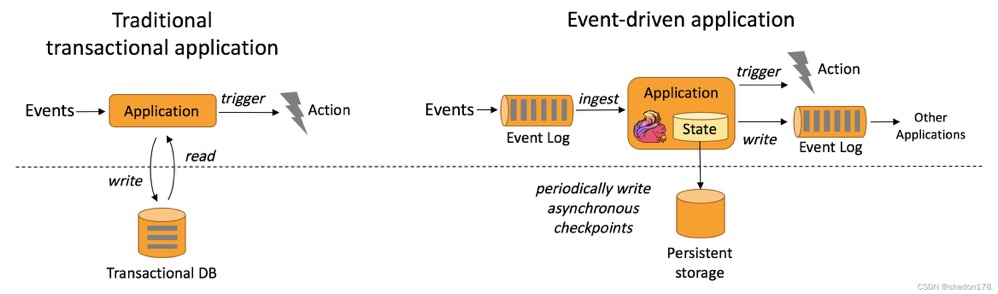 Traditional
transactional application
Events
Application
trigger
Action
write
read
Transactional DB
Event-driven application
Events
Event Log
ingest
Application
State
trigger
Action
write
Event Log
Other
Applications
periodically write
asynchronous
checkpoints
Persistent
storage
CSDN @shadon178